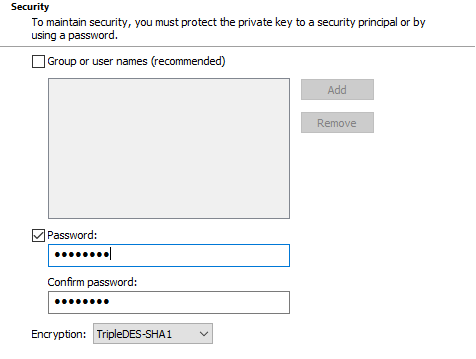 Security
To maintain security, you must protect the private key to a security principal or by
using a password.
Group or user names (recommended)
Add
Remove
Password:
●●●●●●●●
Confirm password:
●●●●●●●●
Encryption: TripleDES-SHA1